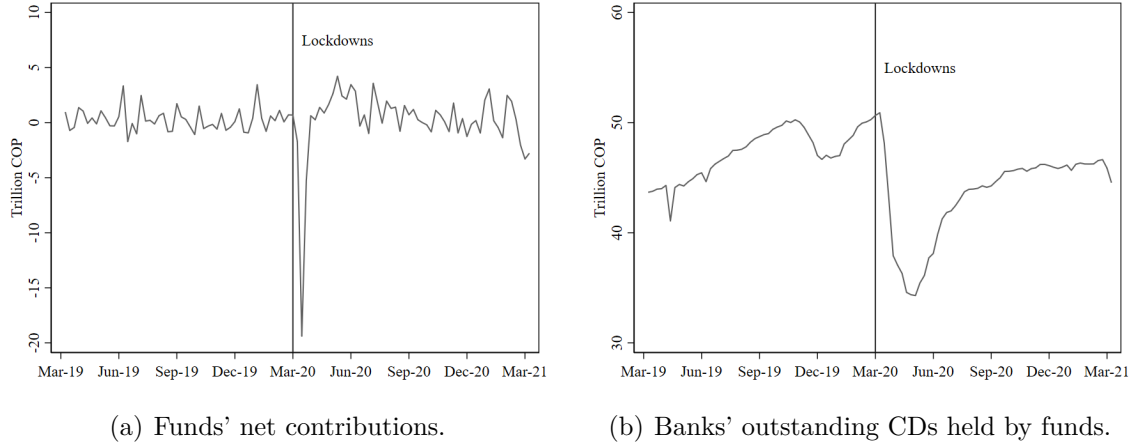 10
5
0
-5
-10
-15
-20
Trillion COP
Lockdowns
Mar-19 Jun-19 Sep-19 Dec-19 Mar-20 Jun-20 Sep-20 Dec-20 Mar-21
(a) Funds' net contributions.
60
50
40
30
Trillion COP
Lockdowns
Mar-19 Jun-19 Sep-19 Dec-19 Mar-20 Jun-20 Sep-20 Dec-20 Mar-21
(b) Banks' outstanding CDs held by funds.